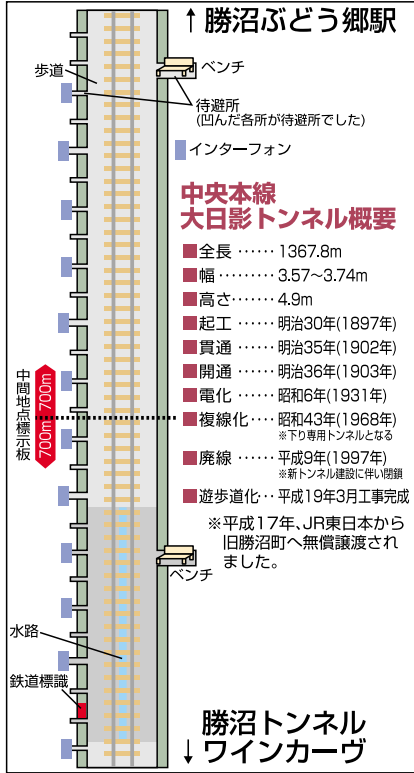 ↑勝沼ぶどう郷駅
歩道
ベンチ
待避所
(凹んだ各所が待避所でした)
インターフォン
中央本線
大日影トンネル概要
■全長……1367.8m
■幅………3.57〜3.74m
■高さ……4.9m
■起工……明治30年(1897年)
■貫通……明治35年(1902年)
■開通……明治36年(1903年)
■電化……昭和6年(1931年)
■複線化…昭和43年(1968年)
※下り専用トンネルとなる
■廃線……平成9年(1997年)
※新トンネル建設に伴い閉鎖
■遊歩道化…平成19年3月工事完成
※平成17年、JR東日本から
旧勝沼町へ無償譲渡され
ました。
中間地点標示板
700m
700m
ベンチ
水路
鉄道標識
勝沼トンネル
↓ワインカーヴ